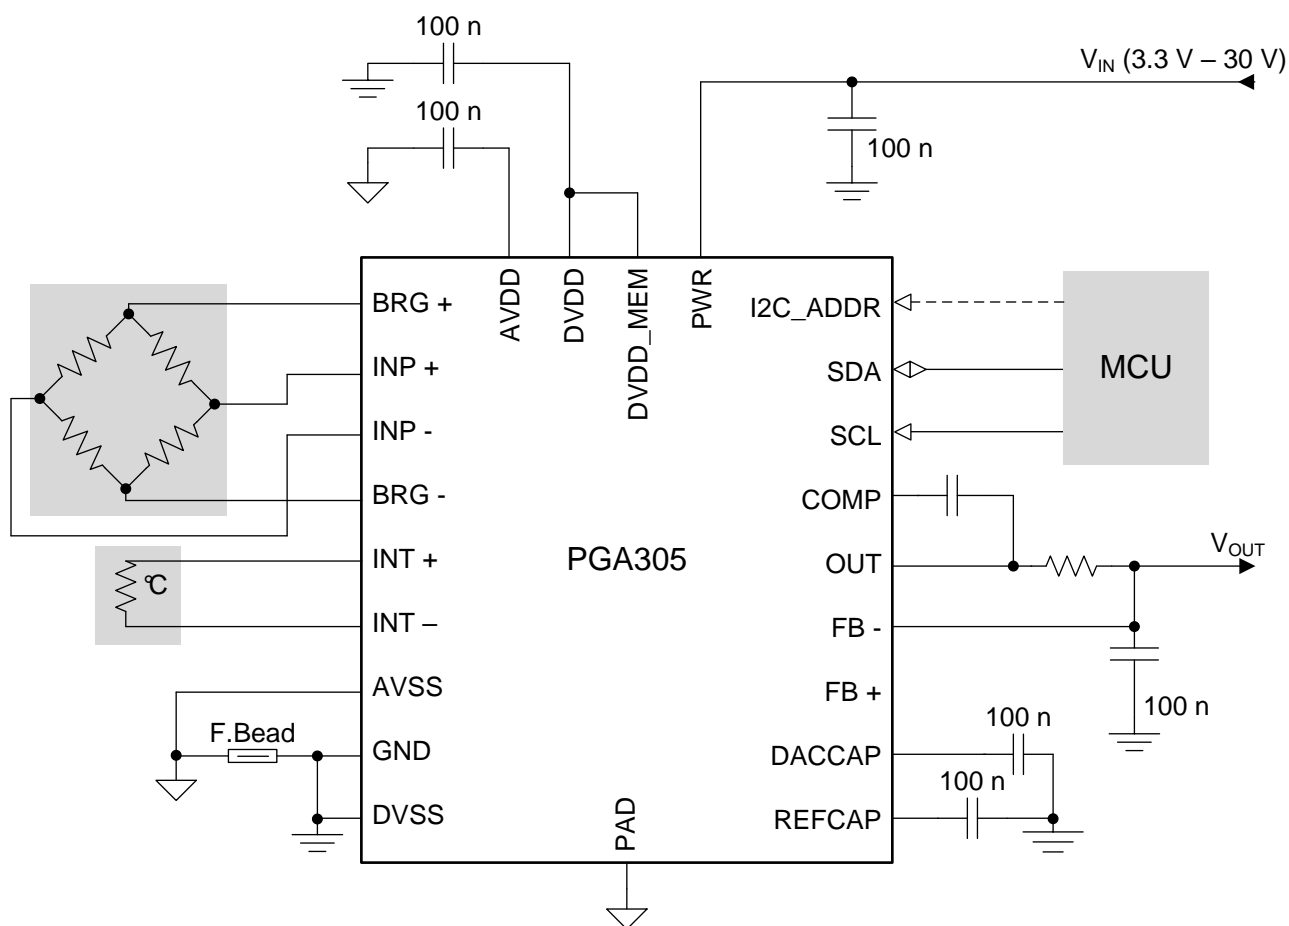 100 n
V_IN (3.3 V – 30 V)
100 n
100 n
AVDD
DVDD
DVDD_MEM
PWR
BRG +
INP +
INP -
BRG -
INT +
°C
INT –
AVSS
F.Bead
GND
DVSS
PGA305
PAD
I2C_ADDR
SDA
SCL
MCU
COMP
OUT
V_OUT
FB -
FB +
100 n
100 n
DACCAP
100 n
REFCAP